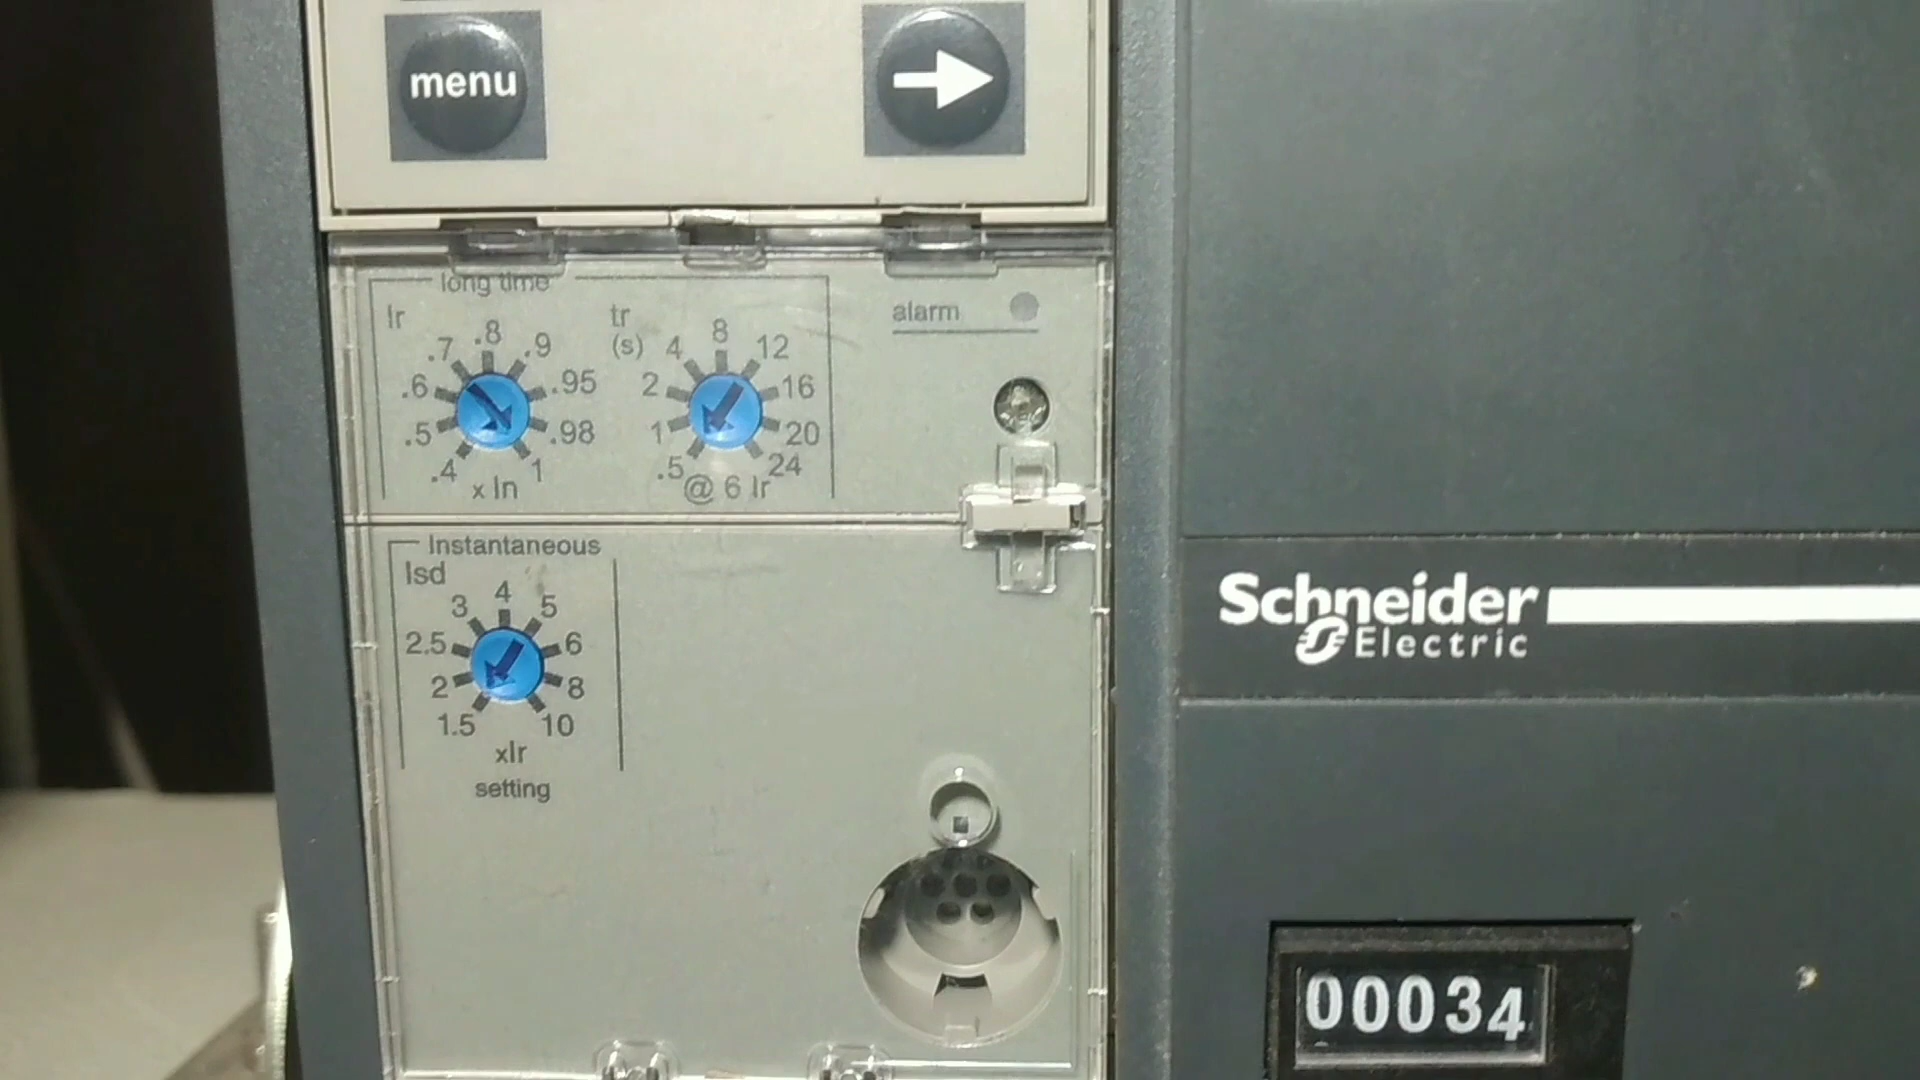 menu
long time
Ir
.4 .5 .6 .7 .8 .9 .95 .98 1
x In
tr
(s)
.5 1 2 4 8 12 16 20 24
@ 6 Ir
alarm
Instantaneous
Isd
1.5 2 2.5 3 4 5 6 8 10
xIr
setting
Schneider
Electric
00034